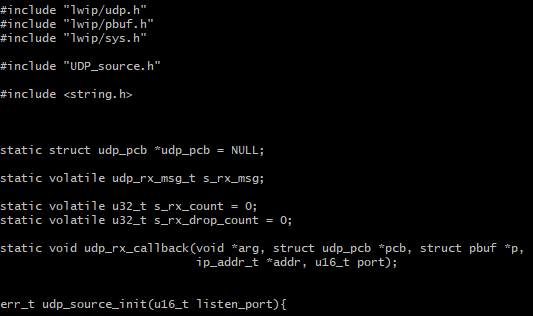 #include "lwip/udp.h"
#include "lwip/pbuf.h"
#include "lwip/sys.h"
#include "UDP_source.h"
#include <string.h>
static struct udp_pcb *udp_pcb = NULL;
static volatile udp_rx_msg_t s_rx_msg;
static volatile u32_t s_rx_count = 0;
static volatile u32_t s_rx_drop_count = 0;
static void udp_rx_callback(void *arg, struct udp_pcb *pcb, struct pbuf *p,
ip_addr_t *addr, u16_t port);
err_t udp_source_init(u16_t listen_port){